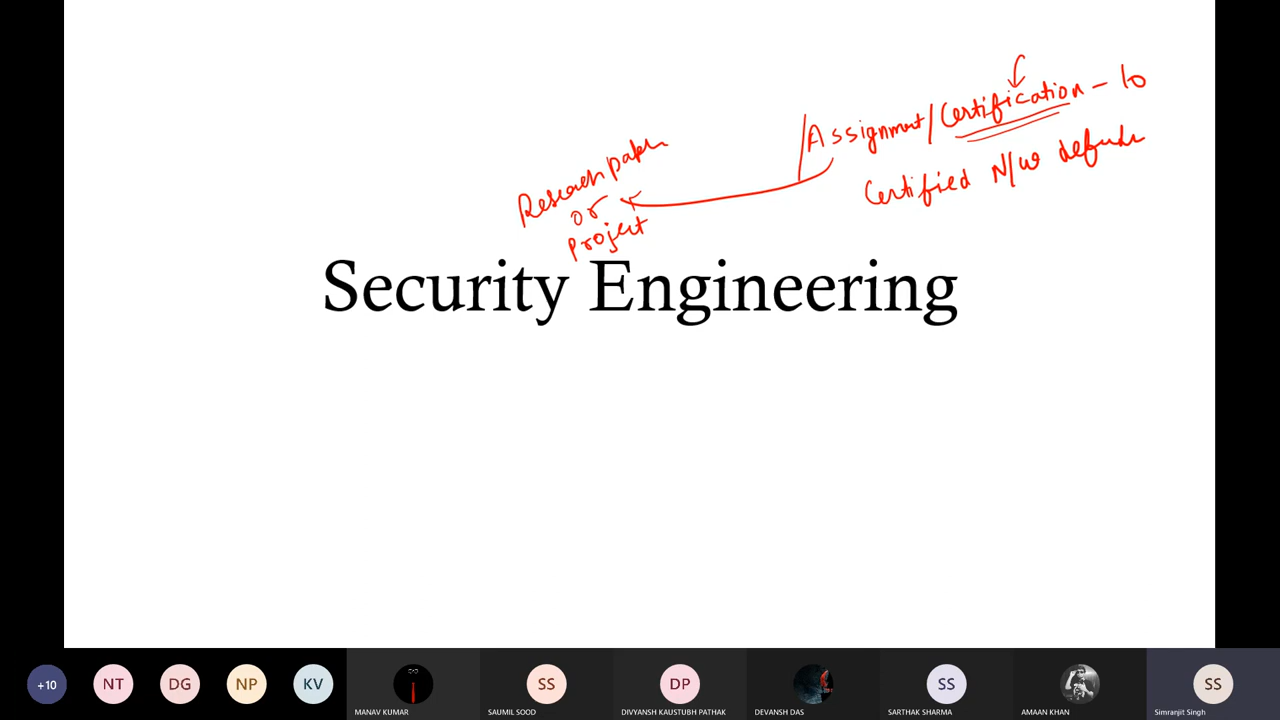 Assignment/Certification - 10
Certified N/w defender
Research paper
or
Project
Security Engineering
+10
NT
DG
NP
KV
SS
DP
SS
SS
MANAV KUMAR
SAUMIL SOOD
DIVYANSH KAUSTUBH PATHAK
DEVANSH DAS
SARTHAK SHARMA
AMAAN KHAN
Simranjit Singh